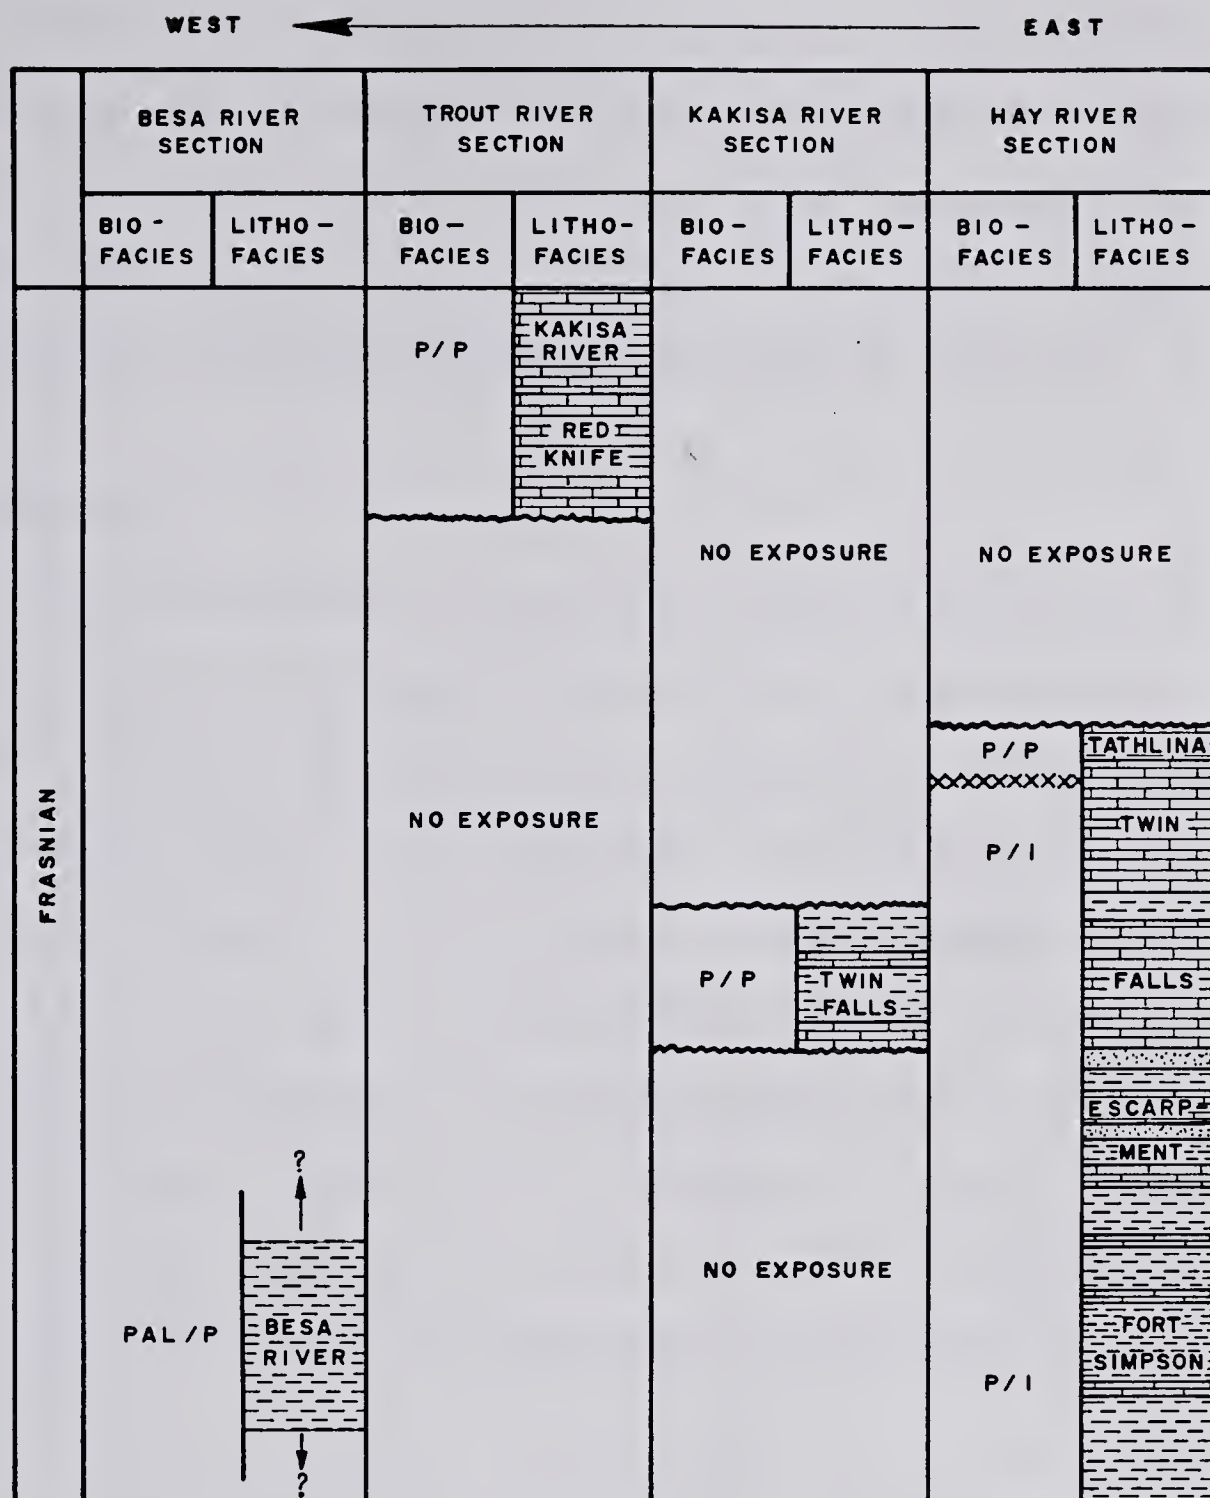 WEST EAST
BESA RIVER
SECTION
TROUT RIVER
SECTION
KAKISA RIVER
SECTION
HAY RIVER
SECTION
BIO-
FACIES
LITHO-
FACIES
BIO-
FACIES
LITHO-
FACIES
BIO-
FACIES
LITHO-
FACIES
BIO-
FACIES
LITHO-
FACIES
FRASNIAN
?
PAL/P
BESA
RIVER
?
P/P
KAKISA
RIVER
RED
KNIFE
NO EXPOSURE
NO EXPOSURE
P/P
TWIN
FALLS
NO EXPOSURE
NO EXPOSURE
P/P
TATHLINA
P/I
TWIN
FALLS
ESCARP-
MENT
FORT
SIMPSON
P/I